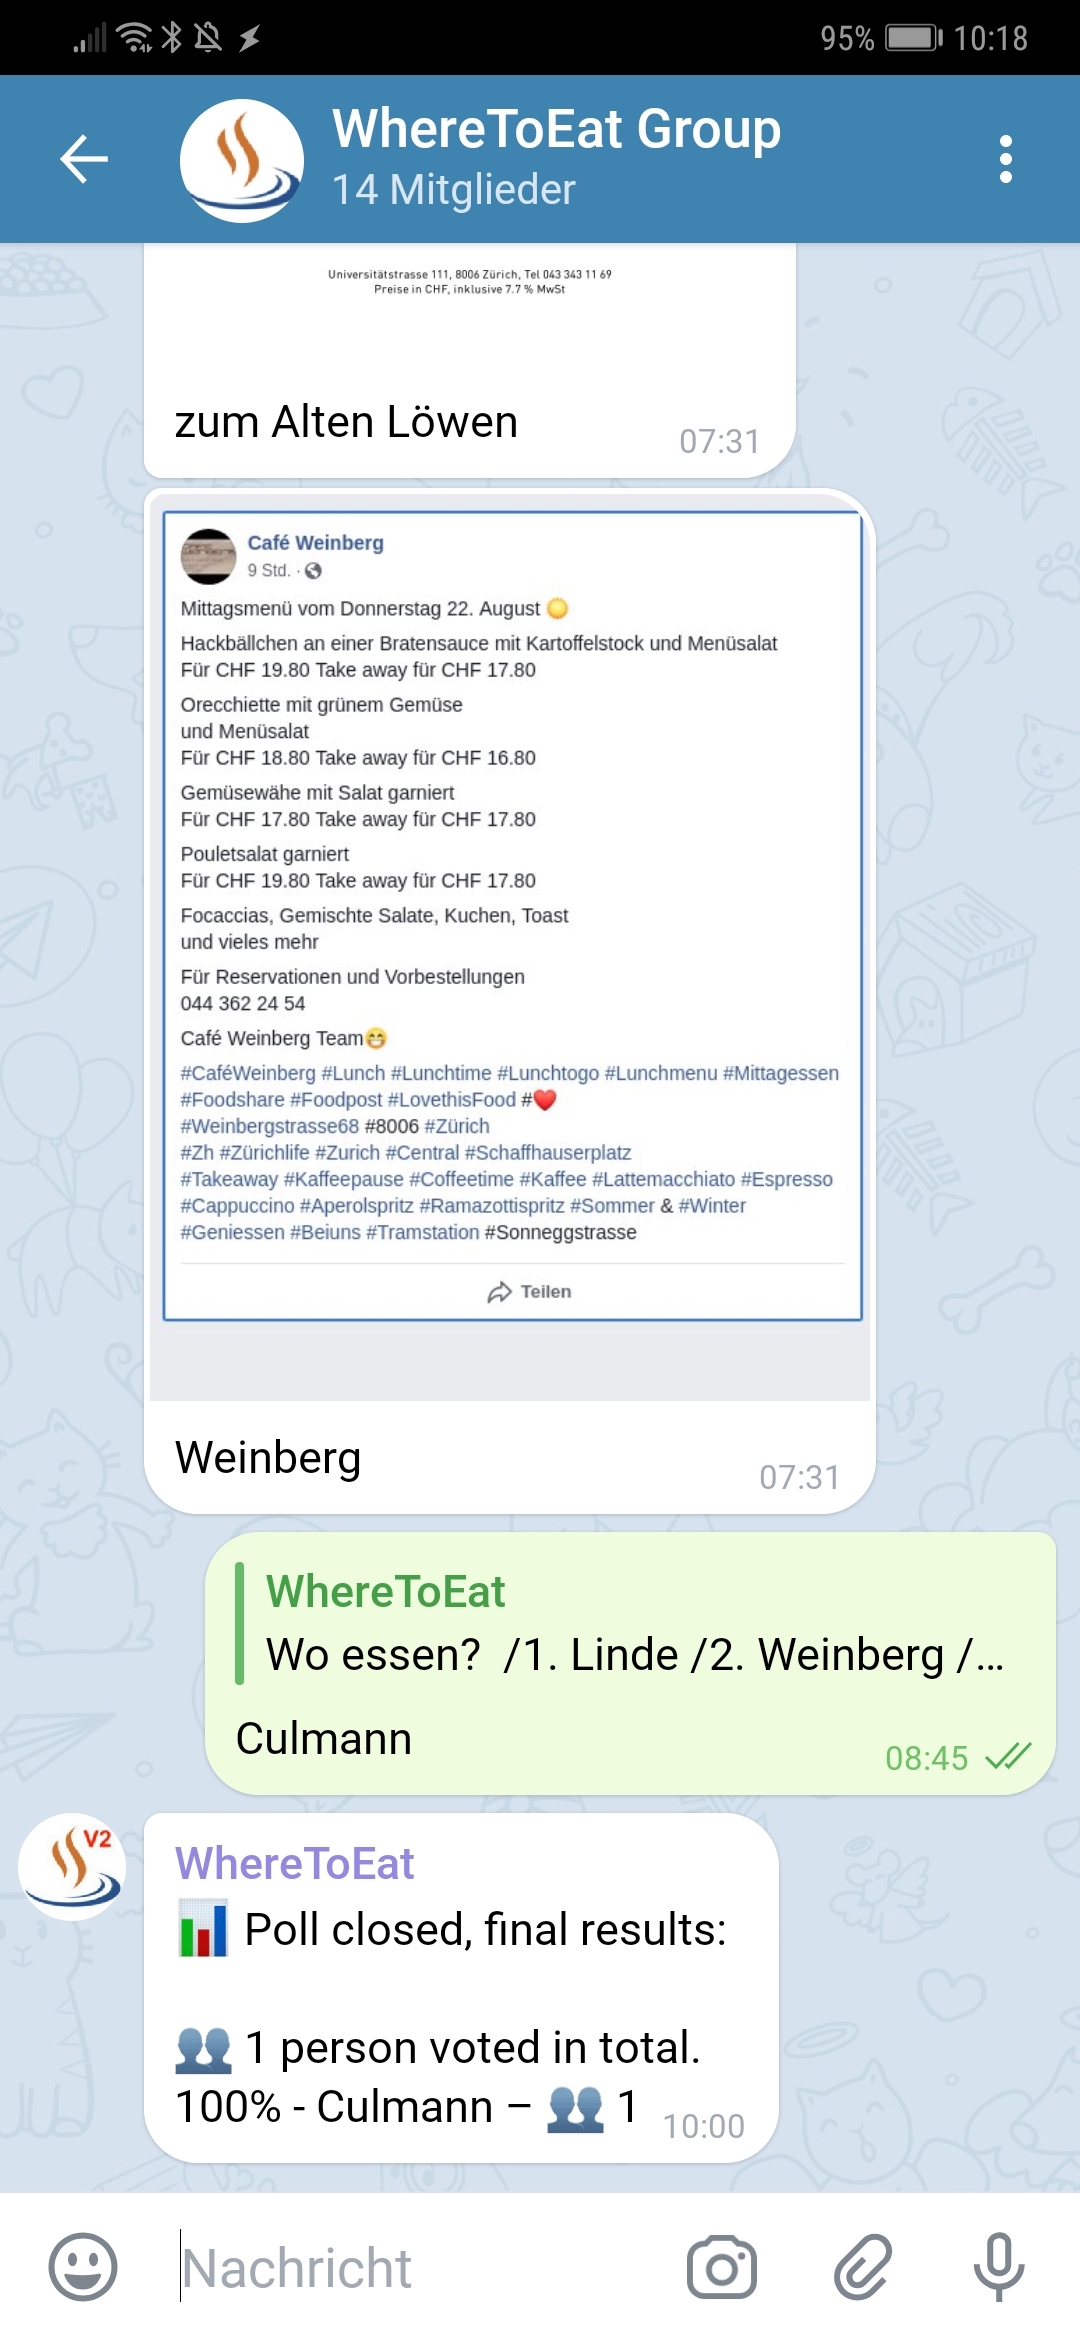 95% 10:18
WhereToEat Group
14 Mitglieder
Universitätstrasse 111, 8006 Zürich, Tel 043 343 11 69
Preise in CHF, inklusive 7.7 % MwSt
zum Alten Löwen
07:31
Café Weinberg
9 Std. ·
Mittagsmenü vom Donnerstag 22. August ☀️
Hackbällchen an einer Bratensauce mit Kartoffelstock und Menüsalat
Für CHF 19.80 Take away für CHF 17.80
Orecchiette mit grünem Gemüse
und Menüsalat
Für CHF 18.80 Take away für CHF 16.80
Gemüsewähe mit Salat garniert
Für CHF 17.80 Take away für CHF 17.80
Pouletsalat garniert
Für CHF 19.80 Take away für CHF 17.80
Focaccias, Gemischte Salate, Kuchen, Toast
und vieles mehr
Für Reservationen und Vorbestellungen
044 362 24 54
Café Weinberg Team😁
#CaféWeinberg #Lunch #Lunchtime #Lunchtogo #Lunchmenu #Mittagessen
#Foodshare #Foodpost #LovethisFood #❤️
#Weinbergstrasse68 #8006 #Zürich
#Zh #Zürichlife #Zurich #Central #Schaffhauserplatz
#Takeaway #Kaffeepause #Coffeetime #Kaffee #Lattemacchiato #Espresso
#Cappuccino #Aperolspritz #Ramazottispritz #Sommer & #Winter
#Geniessen #Beiuns #Tramstation #Sonneggstrasse
Teilen
Weinberg
07:31
WhereToEat
Wo essen?  /1. Linde /2. Weinberg /...
Culmann
08:45
V2
WhereToEat
📊 Poll closed, final results:
👥 1 person voted in total.
100% - Culmann – 👥 1
10:00
Nachricht